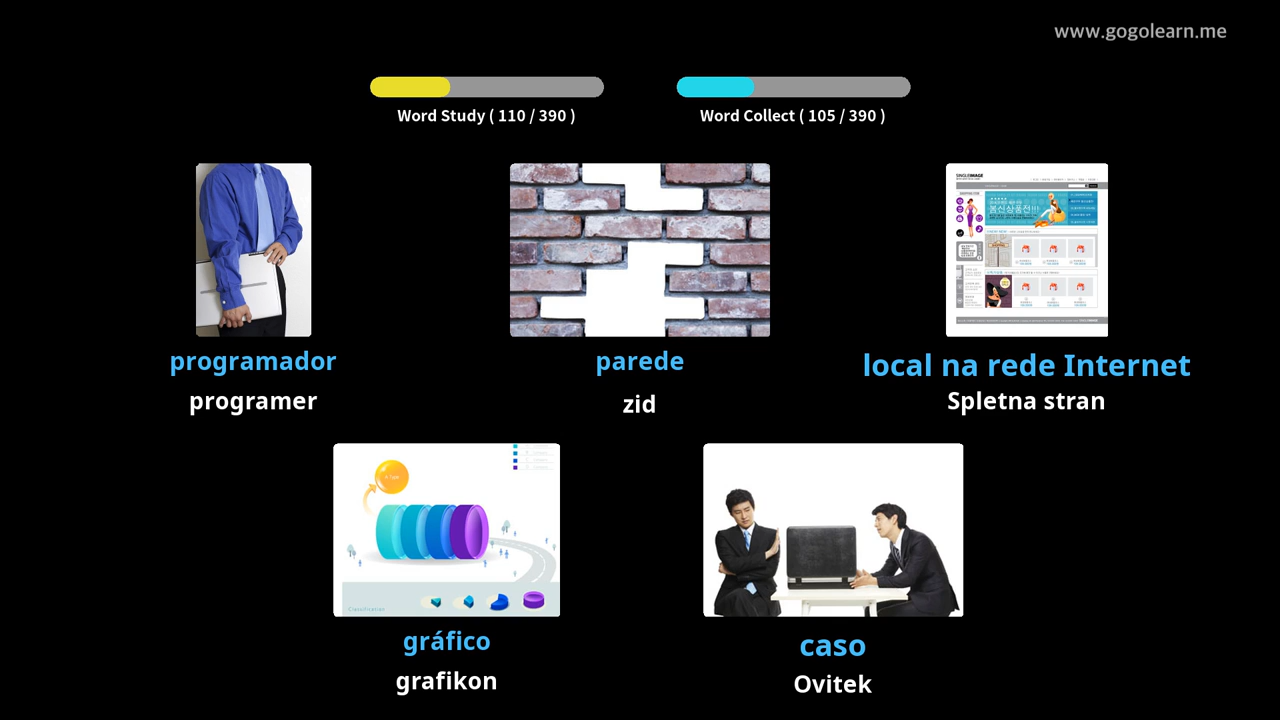 www.gogolearn.me
Word Study ( 110 / 390 )
Word Collect ( 105 / 390 )
programador
programer
parede
zid
local na rede Internet
Spletna stran
gráfico
grafikon
caso
Ovitek